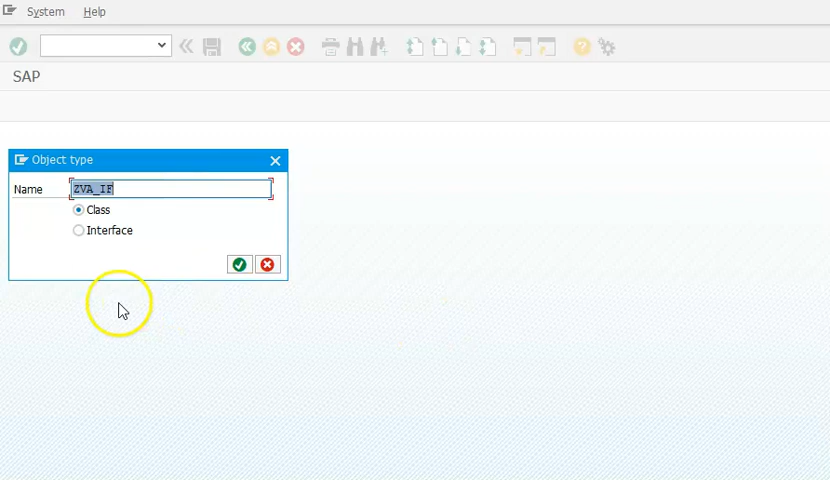 System Help
SAP
Object type
Name ZVA_IF
Class
Interface